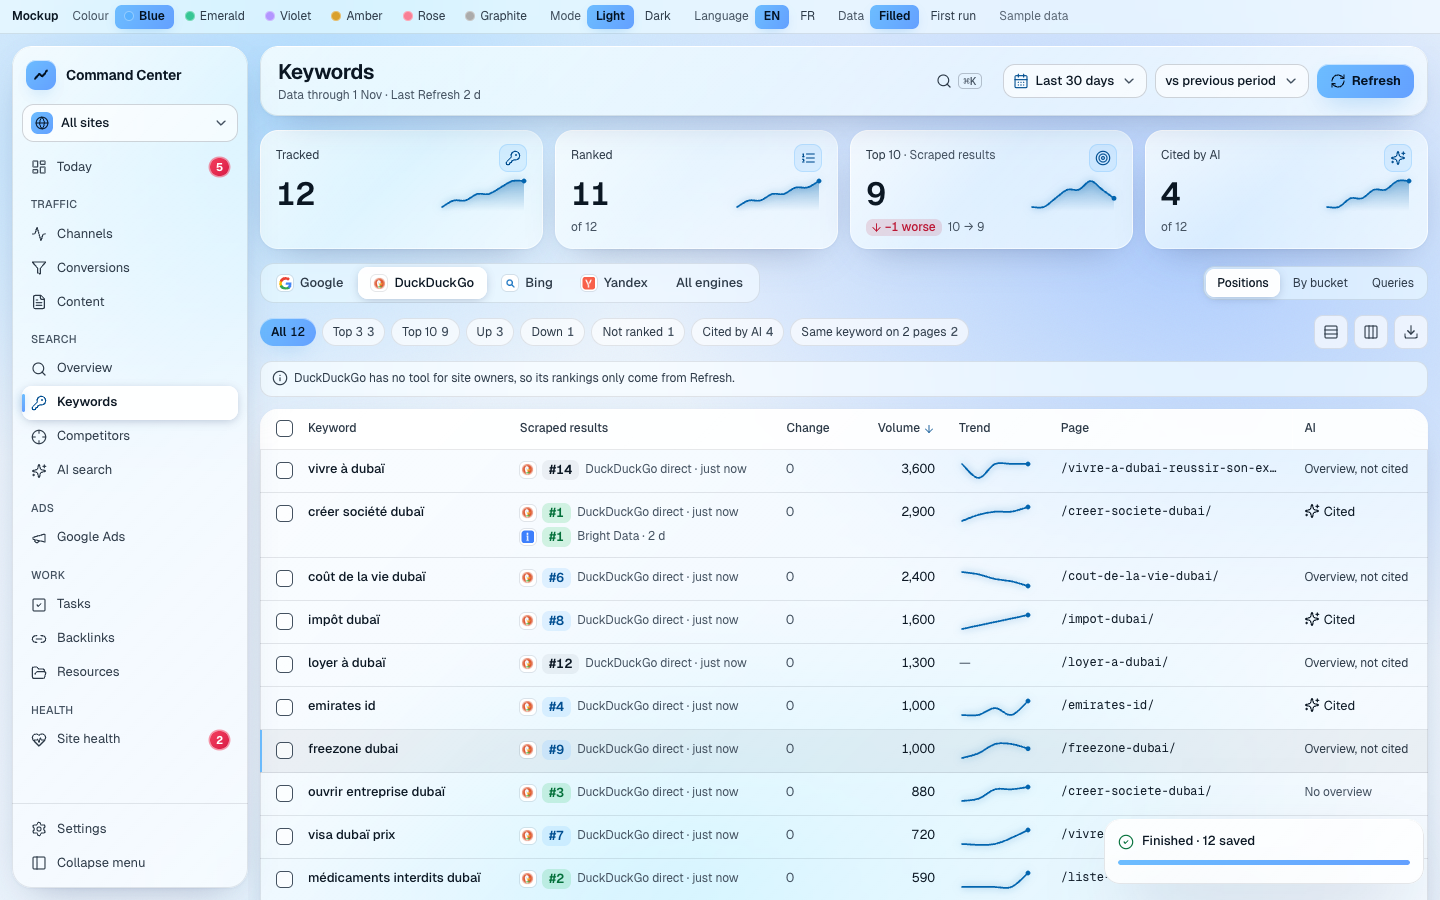 Mockup Colour Blue Emerald Violet Amber Rose Graphite Mode Light Dark Language EN FR Data Filled First run Sample data
Command Center
All sites
Today 5
TRAFFIC
Channels
Conversions
Content
SEARCH
Overview
Keywords
Competitors
AI search
ADS
Google Ads
WORK
Tasks
Backlinks
Resources
HEALTH
Site health 2
Settings
Collapse menu
Keywords
Data through 1 Nov · Last Refresh 2 d
⌘K Last 30 days vs previous period Refresh
Tracked
12
Ranked
11
of 12
Top 10 · Scraped results
9
↓ −1 worse 10 → 9
Cited by AI
4
of 12
Google DuckDuckGo Bing Yandex All engines
Positions By bucket Queries
All 12 Top 3 3 Top 10 9 Up 3 Down 1 Not ranked 1 Cited by AI 4 Same keyword on 2 pages 2
DuckDuckGo has no tool for site owners, so its rankings only come from Refresh.
Keyword Scraped results Change Volume ↓ Trend Page AI
vivre à dubaï #14 DuckDuckGo direct · just now 0 3,600 /vivre-a-dubai-reussir-son-ex… Overview, not cited
créer société dubaï #1 DuckDuckGo direct · just now 0 2,900 /creer-societe-dubai/ Cited
#1 Bright Data · 2 d
coût de la vie dubaï #6 DuckDuckGo direct · just now 0 2,400 /cout-de-la-vie-dubai/ Overview, not cited
impôt dubaï #8 DuckDuckGo direct · just now 0 1,600 /impot-dubai/ Cited
loyer à dubaï #12 DuckDuckGo direct · just now 0 1,300 — /loyer-a-dubai/ Overview, not cited
emirates id #4 DuckDuckGo direct · just now 0 1,000 /emirates-id/ Cited
freezone dubai #9 DuckDuckGo direct · just now 0 1,000 /freezone-dubai/ Overview, not cited
ouvrir entreprise dubaï #3 DuckDuckGo direct · just now 0 880 /creer-societe-dubai/ No overview
visa dubaï prix #7 DuckDuckGo direct · just now 0 720 /vivre
médicaments interdits dubaï #2 DuckDuckGo direct · just now 0 590 /liste-
Finished · 12 saved